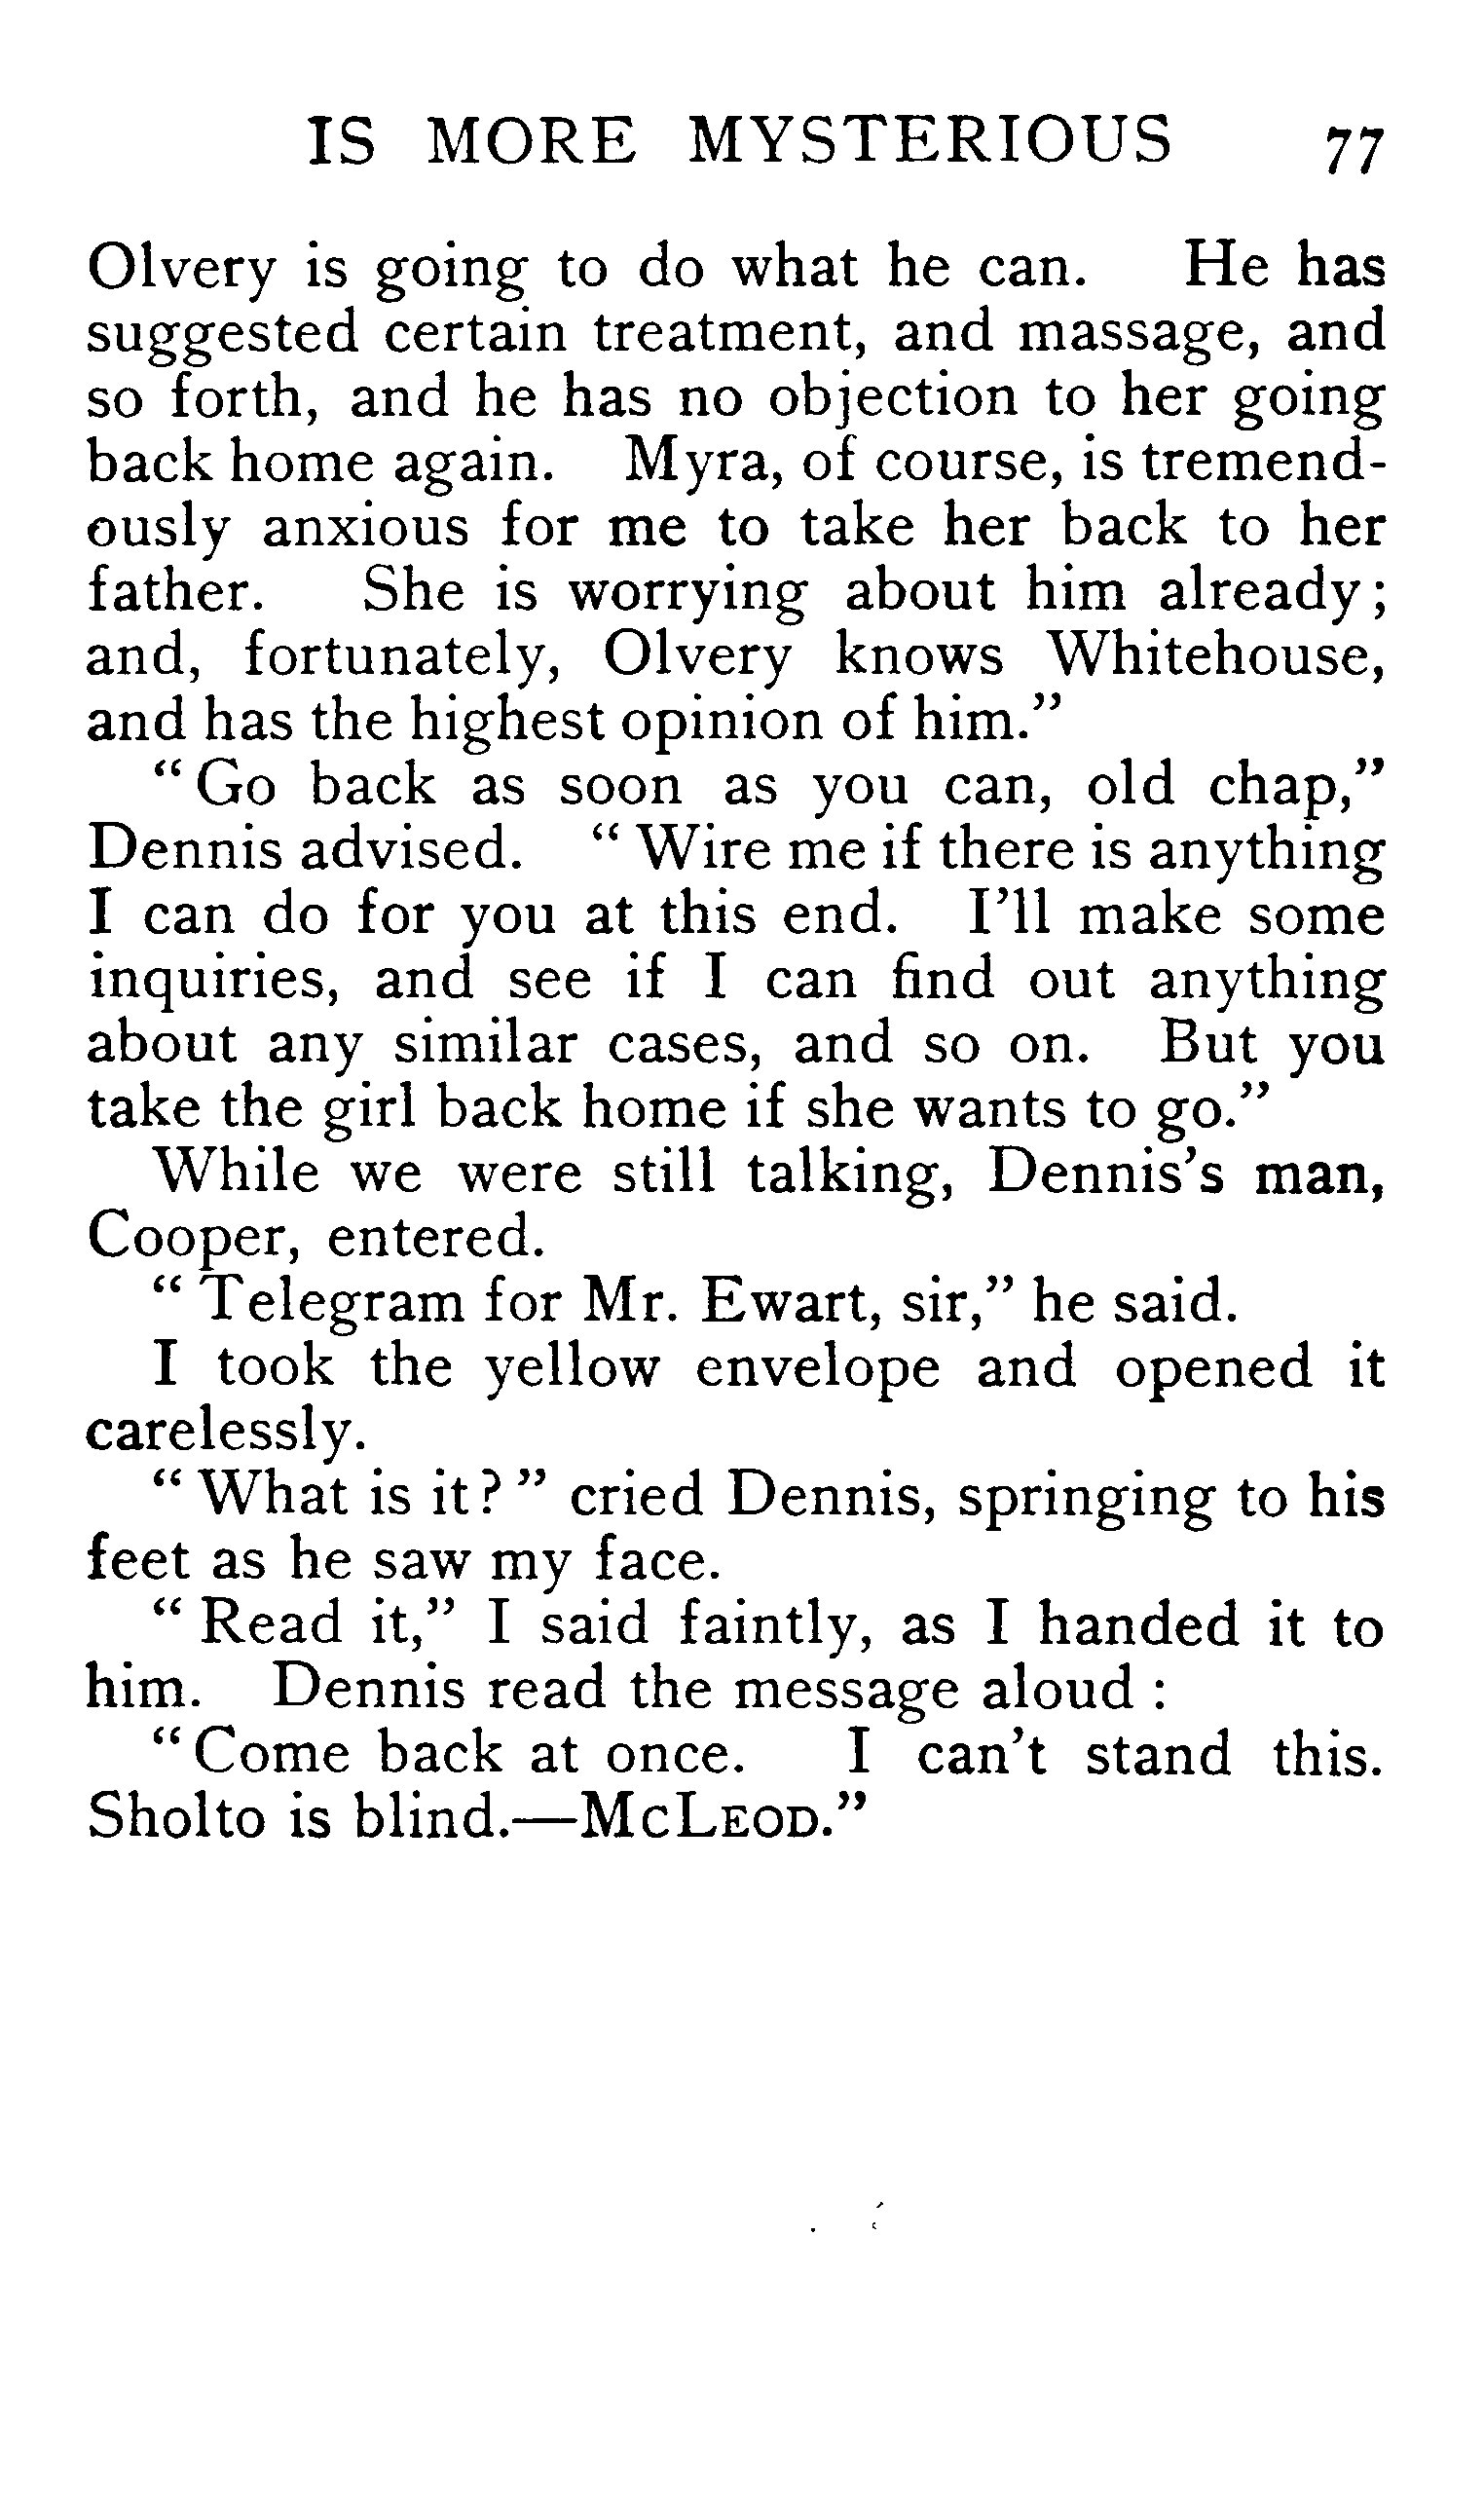 IS MORE MYSTERIOUS 77
Olvery is going to do what he can. He has
suggested certain treatment, and massage, and
so forth, and he has no objection to her going
back home again. Myra, of course, is tremend-
ously anxious for me to take her back to her
father. She is worrying about him already;
and, fortunately, Olvery knows Whitehouse,
and has the highest opinion of him."
"Go back as soon as you can, old chap,"
Dennis advised. "Wire me if there is anything
I can do for you at this end. I'll make some
inquiries, and see if I can find out anything
about any similar cases, and so on. But you
take the girl back home if she wants to go."
While we were still talking, Dennis's man,
Cooper, entered.
"Telegram for Mr. Ewart, sir," he said.
I took the yellow envelope and opened it
carelessly.
"What is it?" cried Dennis, springing to his
feet as he saw my face.
"Read it," I said faintly, as I handed it to
him. Dennis read the message aloud :
"Come back at once. I can't stand this.
Sholto is blind.—McLEOD."